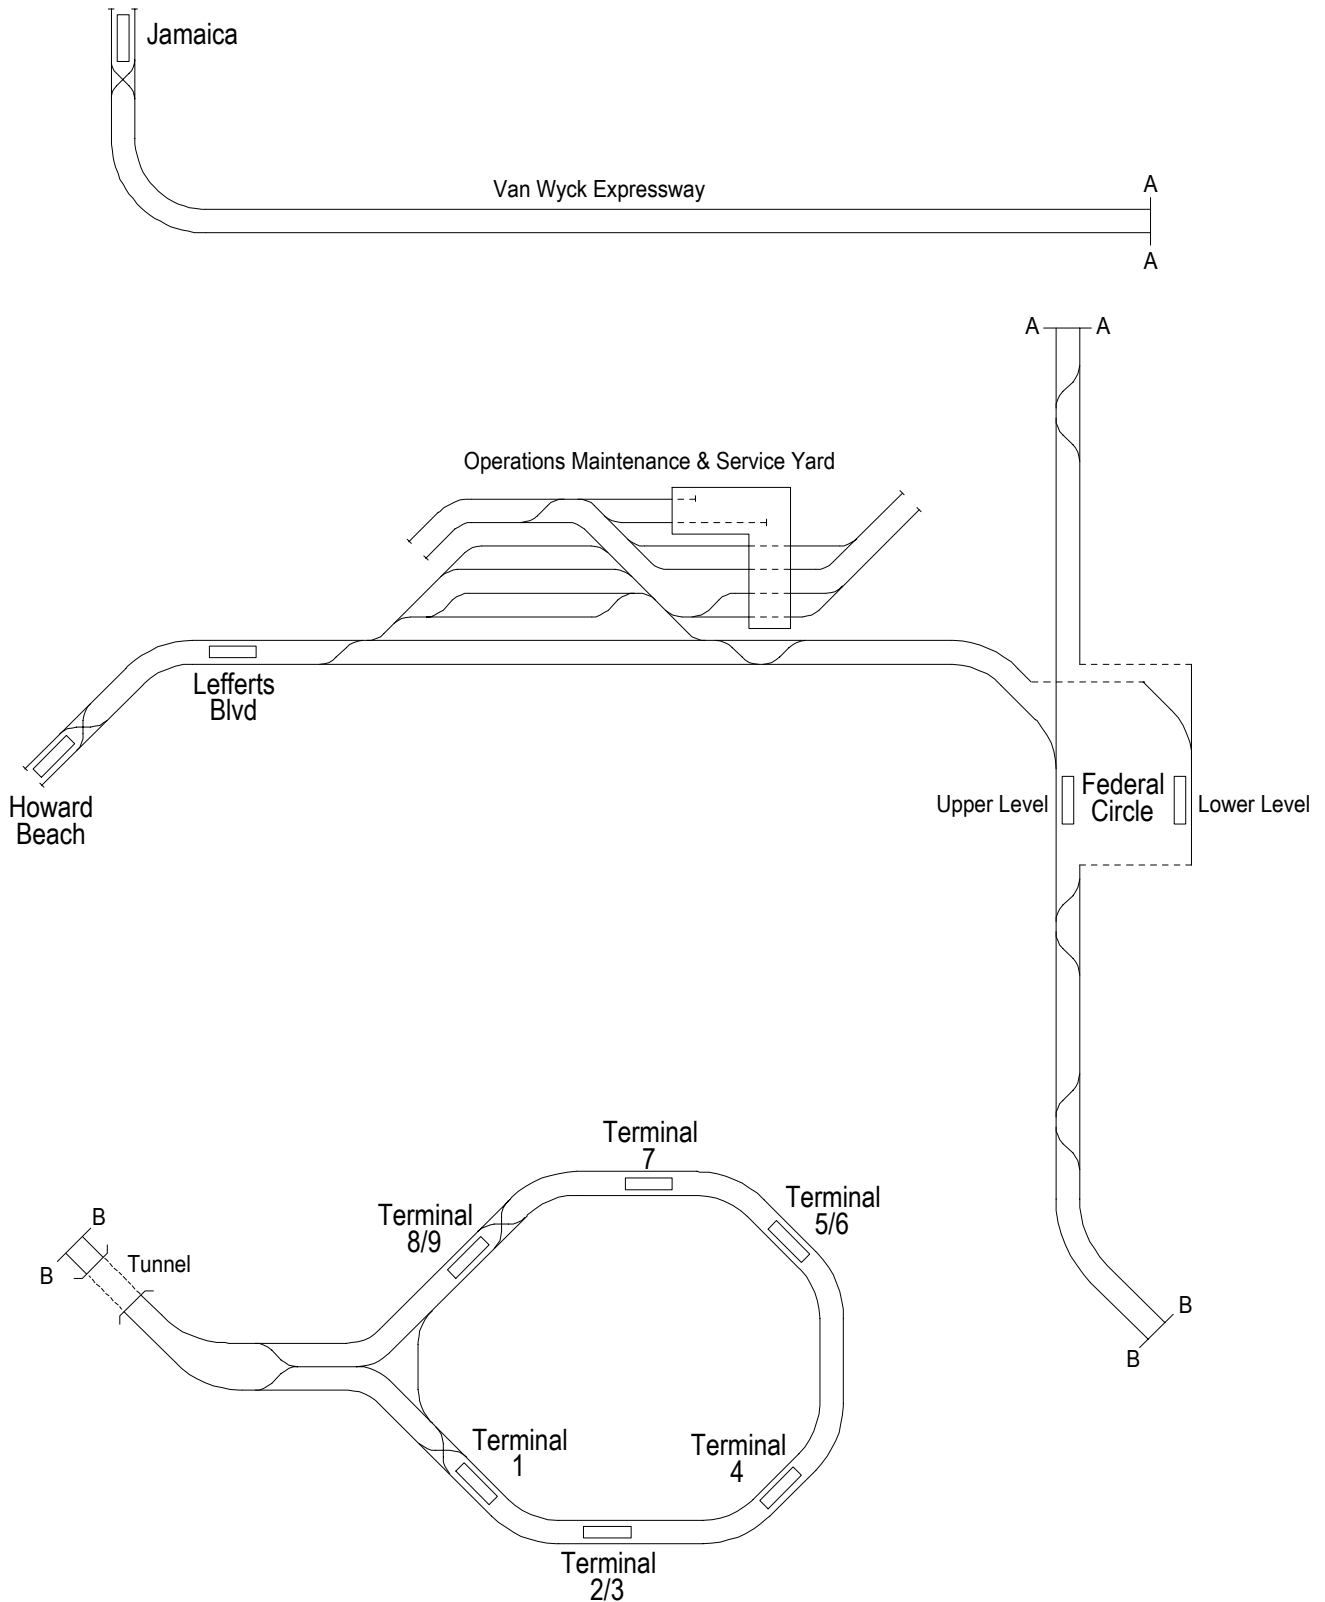 Jamaica
Van Wyck Expressway
A
A
A
A
Operations Maintenance & Service Yard
Lefferts
Blvd
Howard
Beach
Upper Level
Federal
Circle
Lower Level
Terminal
7
Terminal
5/6
Terminal
8/9
B
B
Tunnel
B
B
Terminal
1
Terminal
4
Terminal
2/3